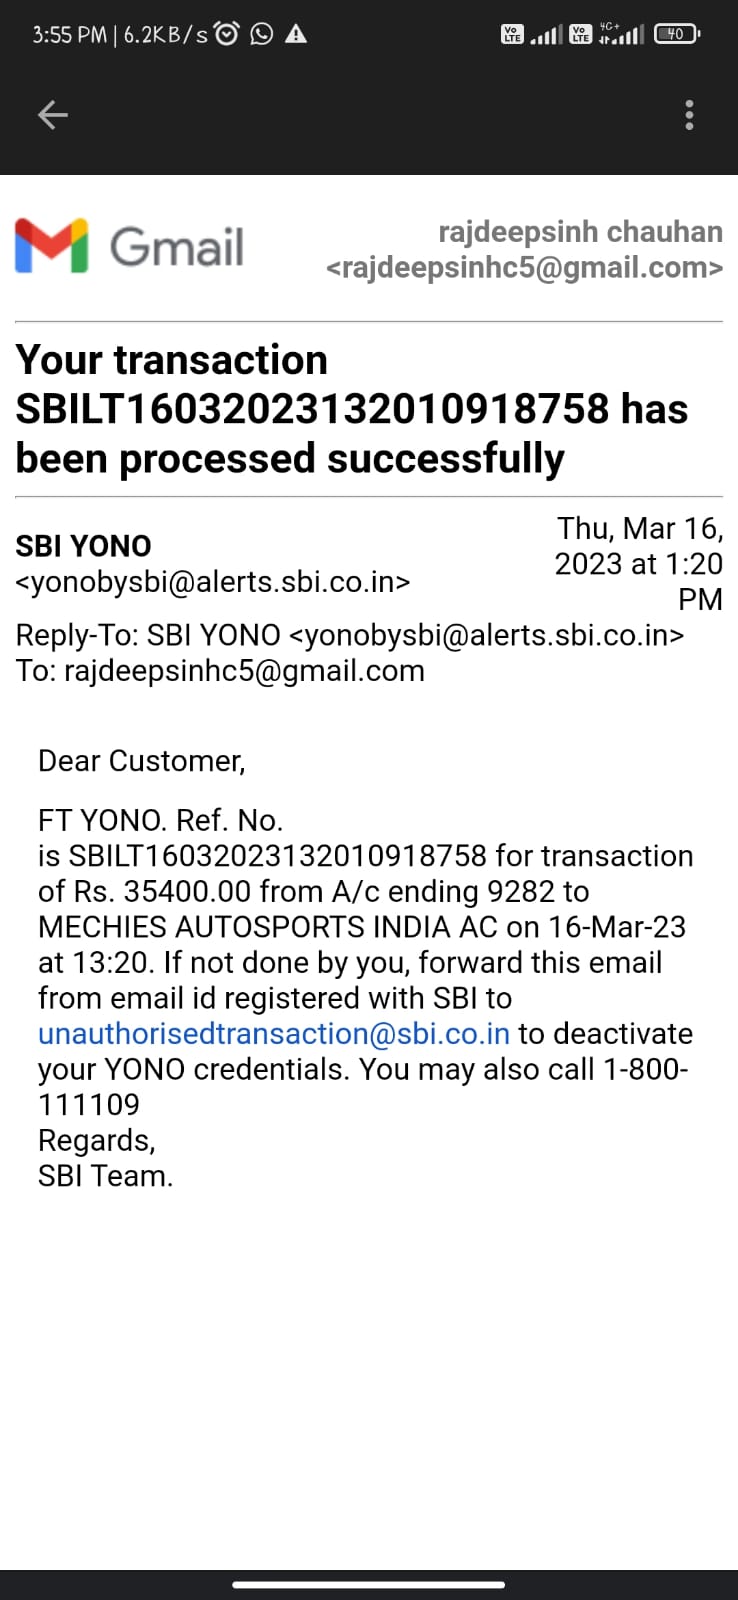 3:55 PM | 6.2KB/s
Vo LTE Vo LTE 4G+ 40
Gmail
rajdeepsinh chauhan
<rajdeepsinhc5@gmail.com>
Your transaction
SBILT16032023132010918758 has
been processed successfully
SBI YONO
<yonobysbi@alerts.sbi.co.in>
Thu, Mar 16,
2023 at 1:20
PM
Reply-To: SBI YONO <yonobysbi@alerts.sbi.co.in>
To: rajdeepsinhc5@gmail.com
Dear Customer,
FT YONO. Ref. No.
is SBILT16032023132010918758 for transaction
of Rs. 35400.00 from A/c ending 9282 to
MECHIES AUTOSPORTS INDIA AC on 16-Mar-23
at 13:20. If not done by you, forward this email
from email id registered with SBI to
unauthorisedtransaction@sbi.co.in to deactivate
your YONO credentials. You may also call 1-800-
111109
Regards,
SBI Team.